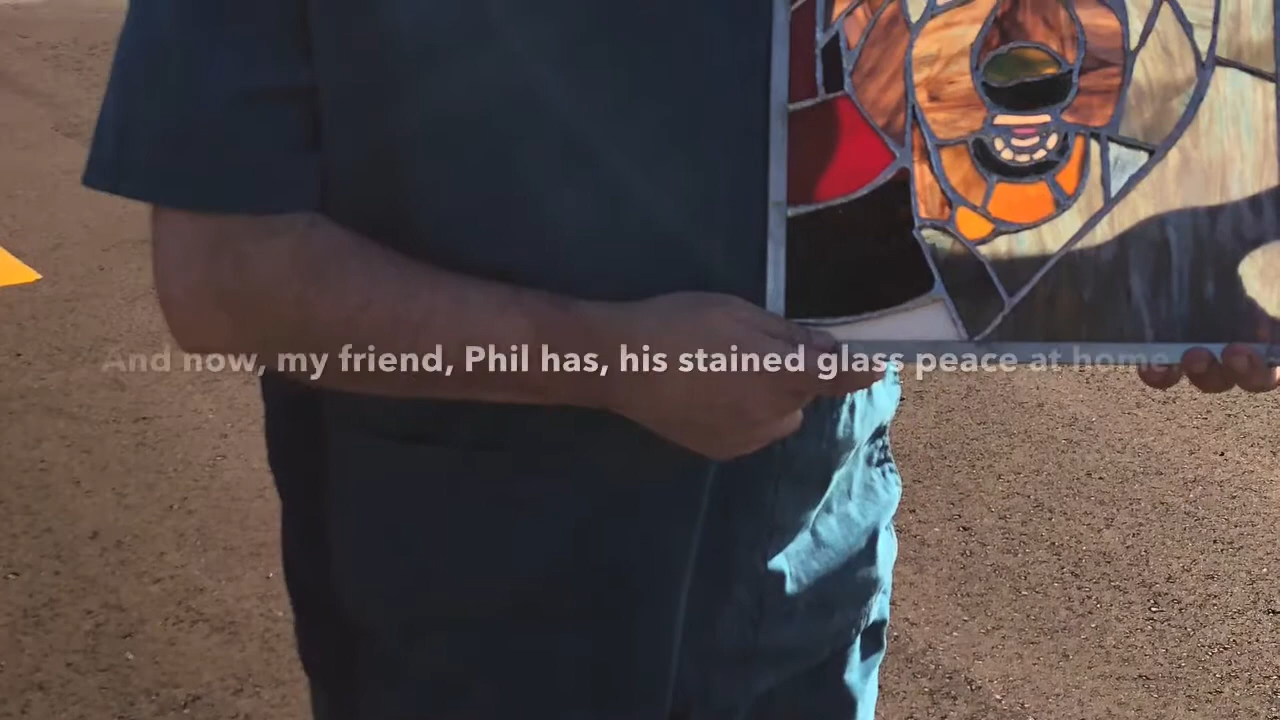 And now, my friend, Phil has, his stained glass peace at home.